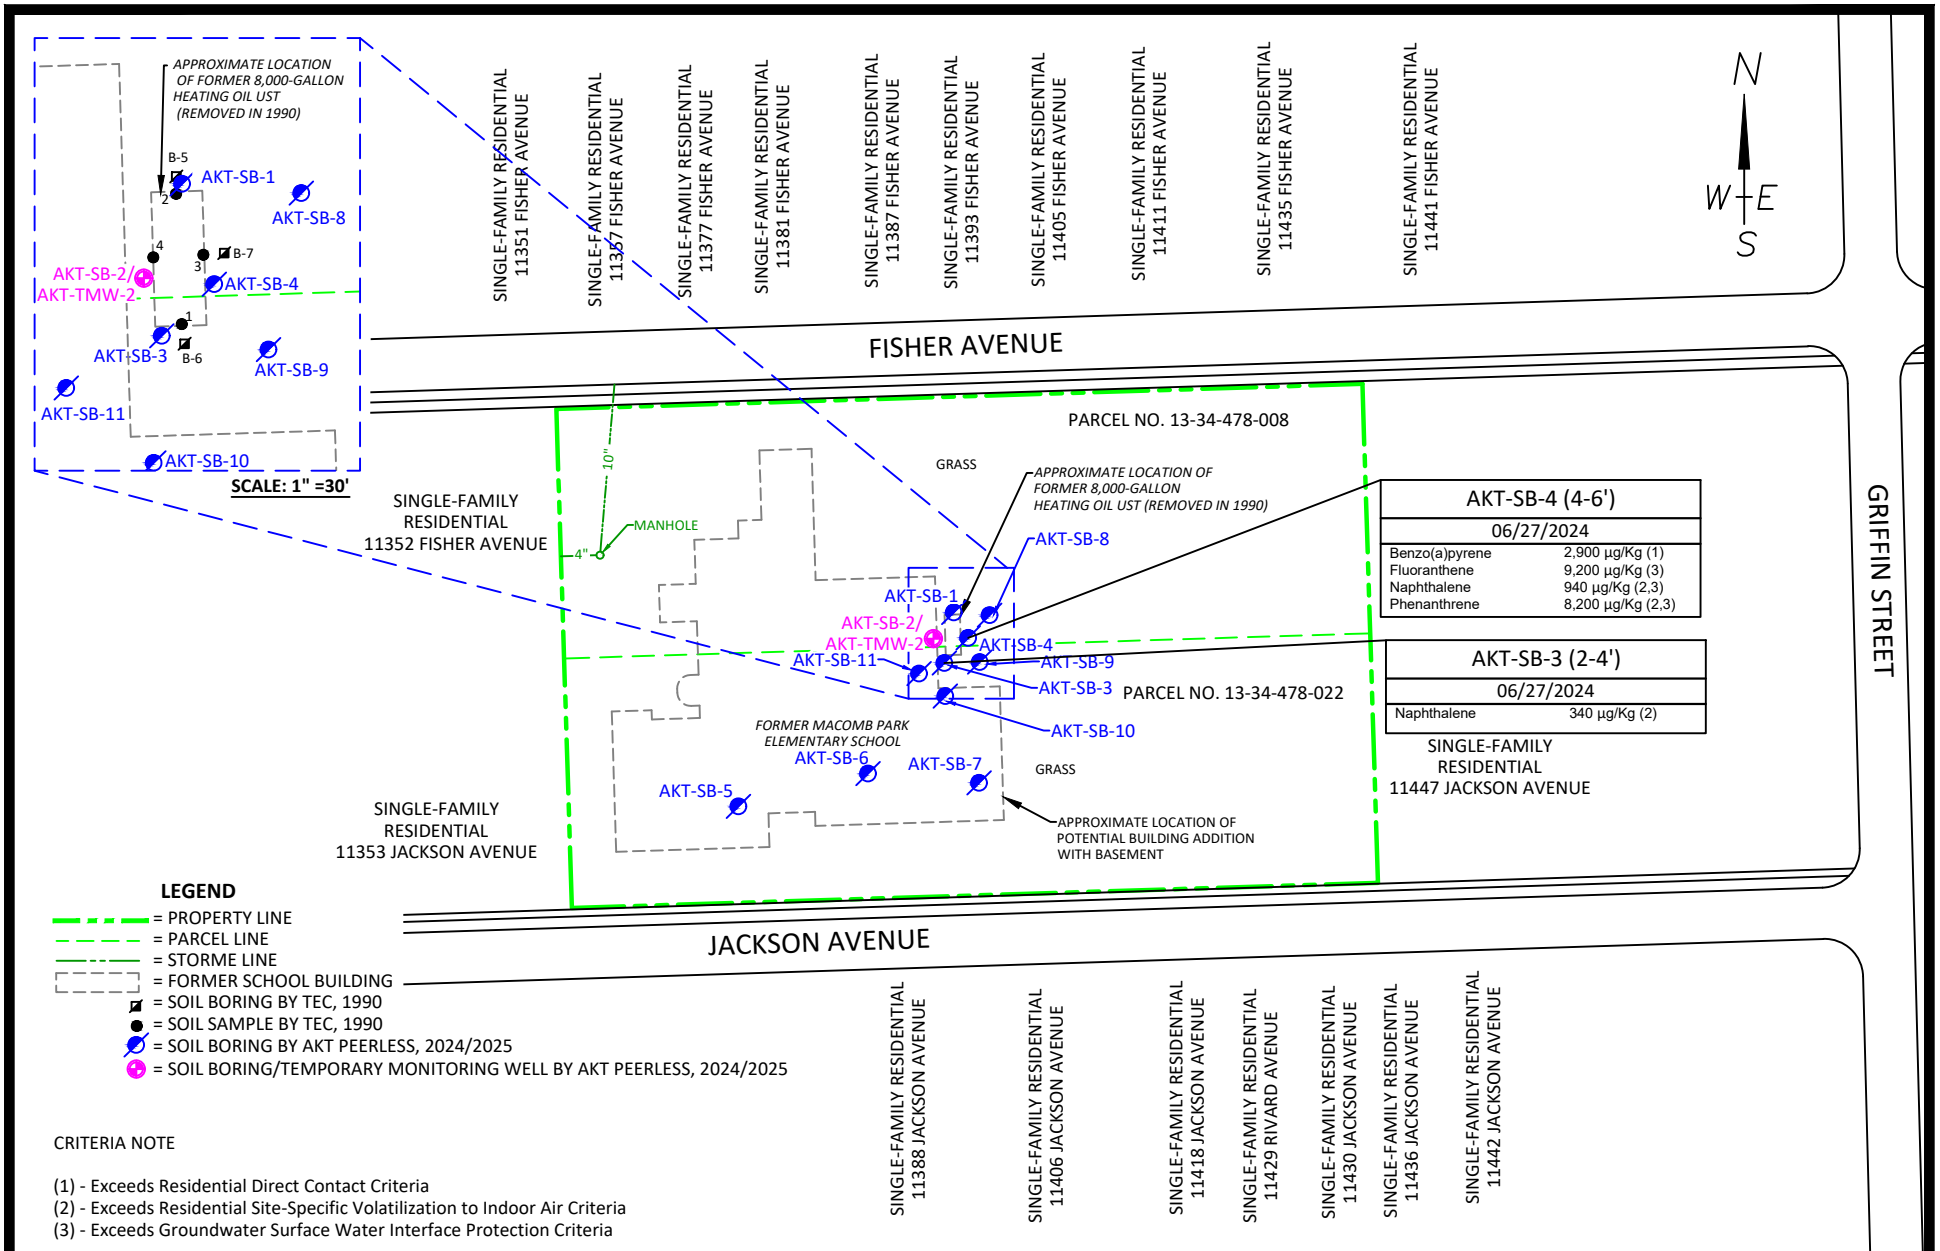 APPROXIMATE LOCATION
OF FORMER 8,000-GALLON
HEATING OIL UST
(REMOVED IN 1990)
B-5
AKT-SB-1
2
AKT-SB-8
4
3
B-7
AKT-SB-2/
AKT-TMW-2
AKT-SB-4
1
AKT-SB-3
B-6
AKT-SB-9
AKT-SB-11
AKT-SB-10
SCALE: 1" =30'
SINGLE-FAMILY RESIDENTIAL
11351 FISHER AVENUE
SINGLE-FAMILY RESIDENTIAL
11357 FISHER AVENUE
SINGLE-FAMILY RESIDENTIAL
11377 FISHER AVENUE
SINGLE-FAMILY RESIDENTIAL
11381 FISHER AVENUE
SINGLE-FAMILY RESIDENTIAL
11387 FISHER AVENUE
SINGLE-FAMILY RESIDENTIAL
11393 FISHER AVENUE
SINGLE-FAMILY RESIDENTIAL
11405 FISHER AVENUE
SINGLE-FAMILY RESIDENTIAL
11411 FISHER AVENUE
SINGLE-FAMILY RESIDENTIAL
11435 FISHER AVENUE
SINGLE-FAMILY RESIDENTIAL
11441 FISHER AVENUE
N
W E
S
FISHER AVENUE
GRIFFIN STREET
PARCEL NO. 13-34-478-008
GRASS
APPROXIMATE LOCATION OF
FORMER 8,000-GALLON
HEATING OIL UST (REMOVED IN 1990)
10"
MANHOLE
4"
SINGLE-FAMILY
RESIDENTIAL
11352 FISHER AVENUE
AKT-SB-8
AKT-SB-1
AKT-SB-2/
AKT-TMW-2
AKT-SB-4
AKT-SB-11
AKT-SB-9
AKT-SB-3
PARCEL NO. 13-34-478-022
AKT-SB-10
FORMER MACOMB PARK
ELEMENTARY SCHOOL
AKT-SB-6
AKT-SB-7
GRASS
AKT-SB-5
APPROXIMATE LOCATION OF
POTENTIAL BUILDING ADDITION
WITH BASEMENT
AKT-SB-4 (4-6')
06/27/2024
Benzo(a)pyrene 2,900 µg/Kg (1)
Fluoranthene 9,200 µg/Kg (3)
Naphthalene 940 µg/Kg (2,3)
Phenanthrene 8,200 µg/Kg (2,3)
AKT-SB-3 (2-4')
06/27/2024
Naphthalene 340 µg/Kg (2)
SINGLE-FAMILY
RESIDENTIAL
11447 JACKSON AVENUE
SINGLE-FAMILY
RESIDENTIAL
11353 JACKSON AVENUE
JACKSON AVENUE
LEGEND
= PROPERTY LINE
= PARCEL LINE
= STORME LINE
= FORMER SCHOOL BUILDING
= SOIL BORING BY TEC, 1990
= SOIL SAMPLE BY TEC, 1990
= SOIL BORING BY AKT PEERLESS, 2024/2025
= SOIL BORING/TEMPORARY MONITORING WELL BY AKT PEERLESS, 2024/2025
SINGLE-FAMILY RESIDENTIAL
11388 JACKSON AVENUE
SINGLE-FAMILY RESIDENTIAL
11406 JACKSON AVENUE
SINGLE-FAMILY RESIDENTIAL
11418 JACKSON AVENUE
SINGLE-FAMILY RESIDENTIAL
11429 RIVARD AVENUE
SINGLE-FAMILY RESIDENTIAL
11430 JACKSON AVENUE
SINGLE-FAMILY RESIDENTIAL
11436 JACKSON AVENUE
SINGLE-FAMILY RESIDENTIAL
11442 JACKSON AVENUE
CRITERIA NOTE
(1) - Exceeds Residential Direct Contact Criteria
(2) - Exceeds Residential Site-Specific Volatilization to Indoor Air Criteria
(3) - Exceeds Groundwater Surface Water Interface Protection Criteria